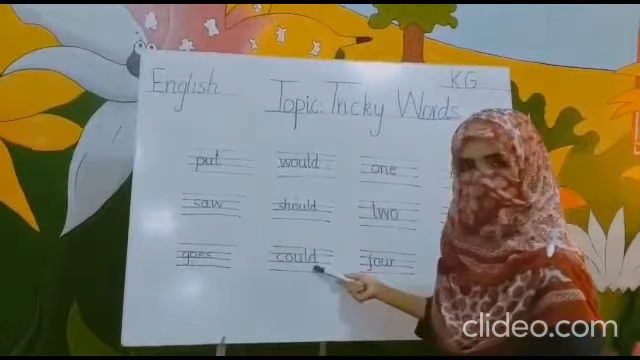 English
KG
Topic: Tricky Words
put would one
saw should two
goes could four
clideo.com